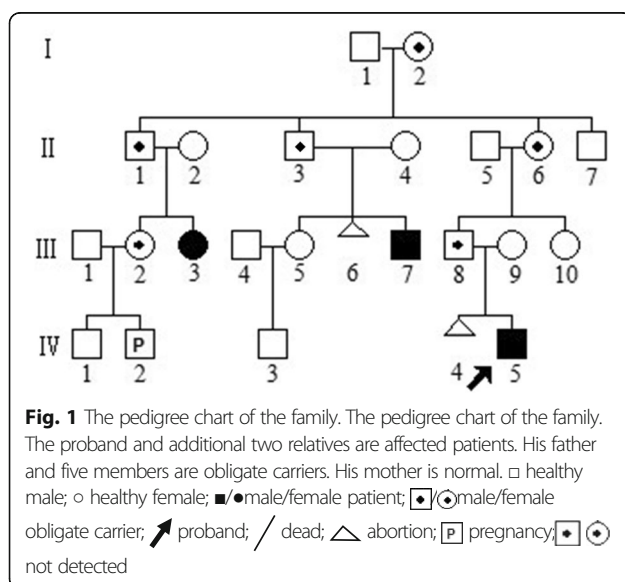 I
1 2
II
1 2 3 4 5 6 7
III
1 2 3 4 5 6 7 8 9 10
P
IV
1 2 3 4 5
Fig. 1 The pedigree chart of the family. The pedigree chart of the family.
The proband and additional two relatives are affected patients. His father
and five members are obligate carriers. His mother is normal. □ healthy
male; ○ healthy female; ■/●male/female patient; /male/female
obligate carrier; proband; / dead; △ abortion; P pregnancy;
not detected